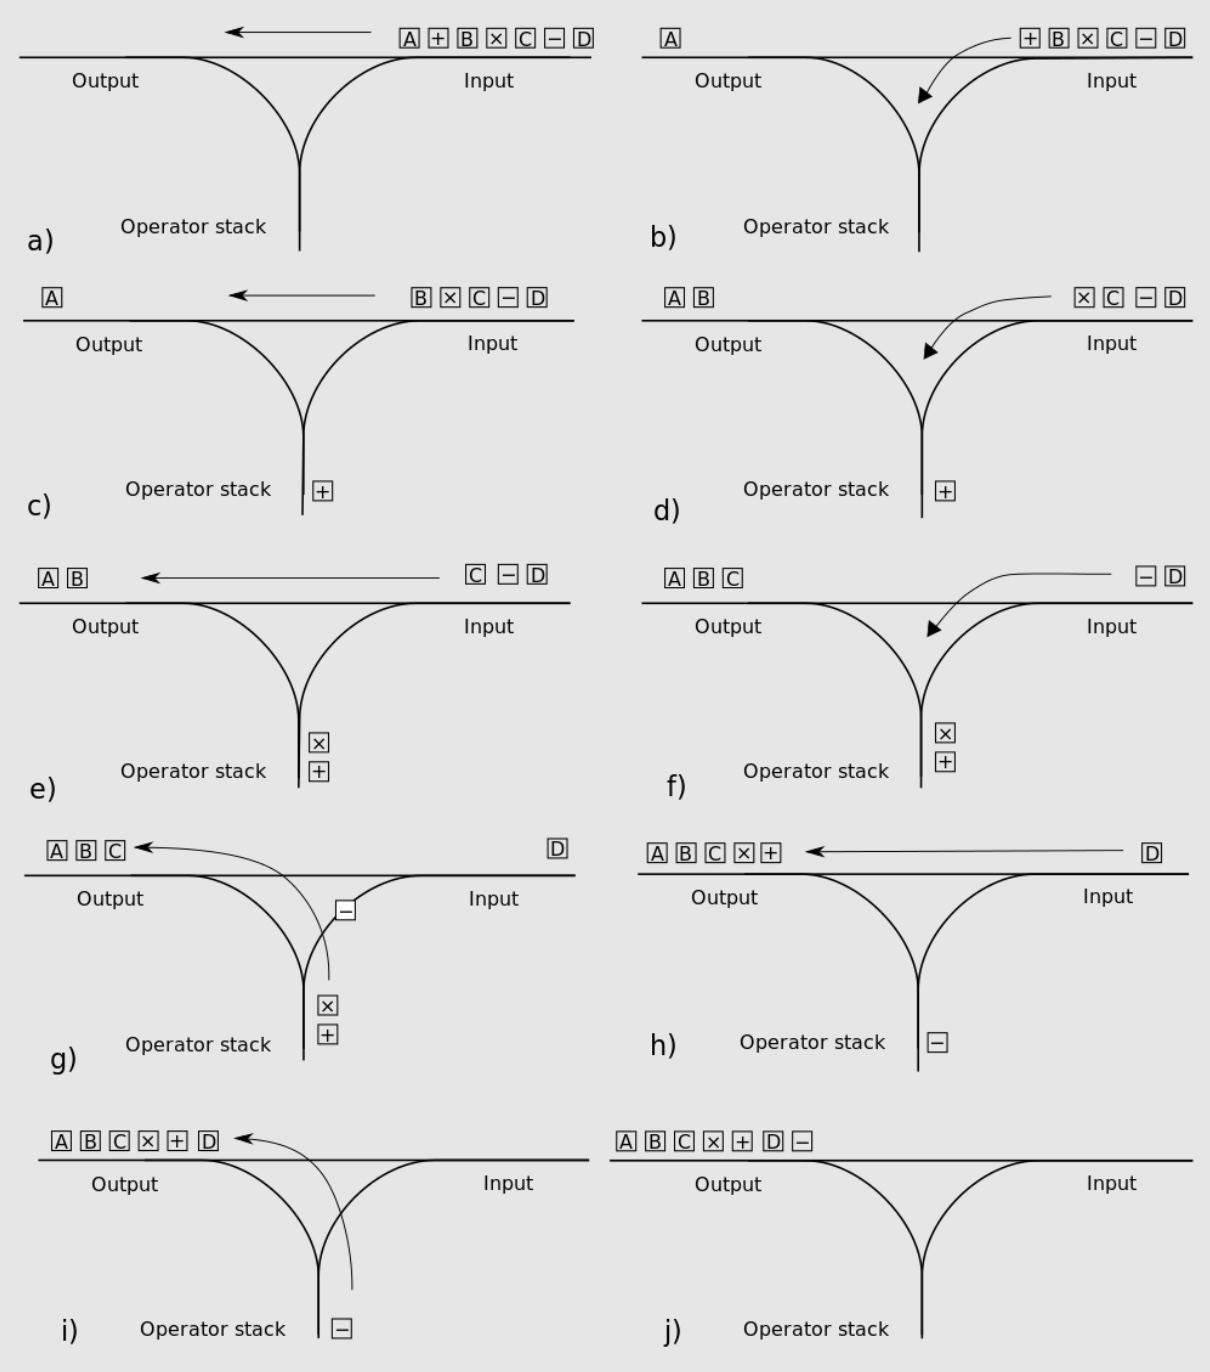 A + B × C − D
Output Input
Operator stack
a)
A + B × C − D
Output Input
Operator stack
b)
A B × C − D
Output Input
Operator stack +
c)
A B × C − D
Output Input
Operator stack +
d)
A B C − D
Output Input
×
Operator stack +
e)
A B C − D
Output Input
×
Operator stack +
f)
A B C D
Output Input
−
×
+
Operator stack
g)
A B C × + D
Output Input
Operator stack −
h)
A B C × + D
Output Input
Operator stack −
i)
A B C × + D −
Output Input
Operator stack
j)